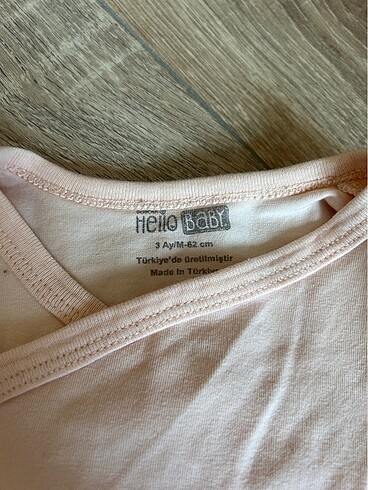 Hello BABY
3 Ay/M-62 cm
Türkiye'de üretilmiştir
Made In Türkiye